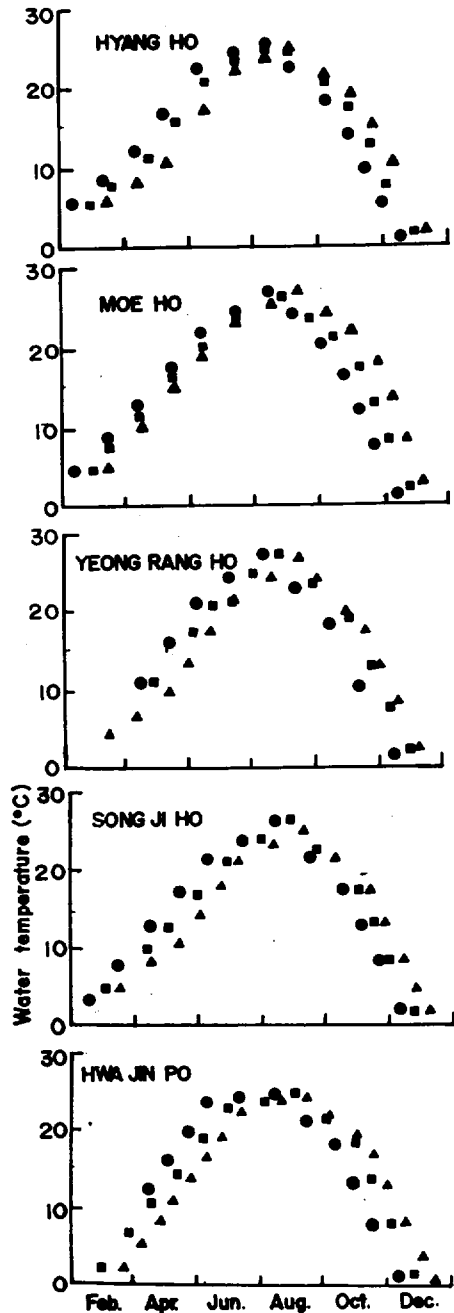 30
HYANG HO
20
10
0
30
MOE HO
20
10
0
30
YEONG RANG HO
20
10
0
Water temperature (°C)
30
SONG JI HO
20
10
0
30
HWA JIN PO
20
10
0
Feb. Apr. Jun. Aug. Oct. Dec.